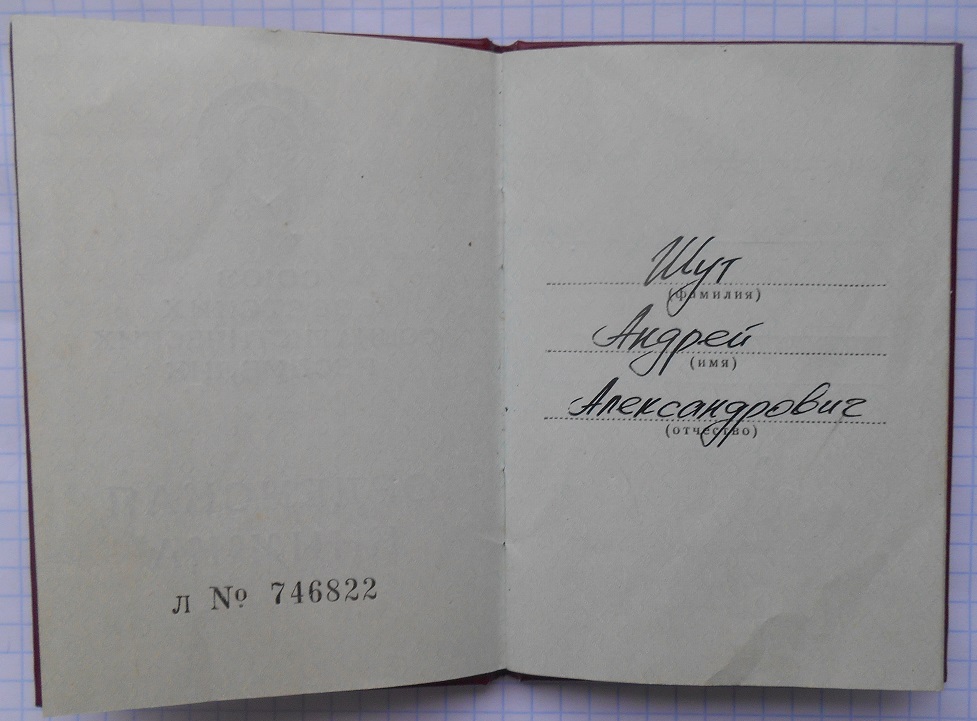 л № 746822
Шут
(фамилия)
Андрей
(имя)
Александрович
(отчество)